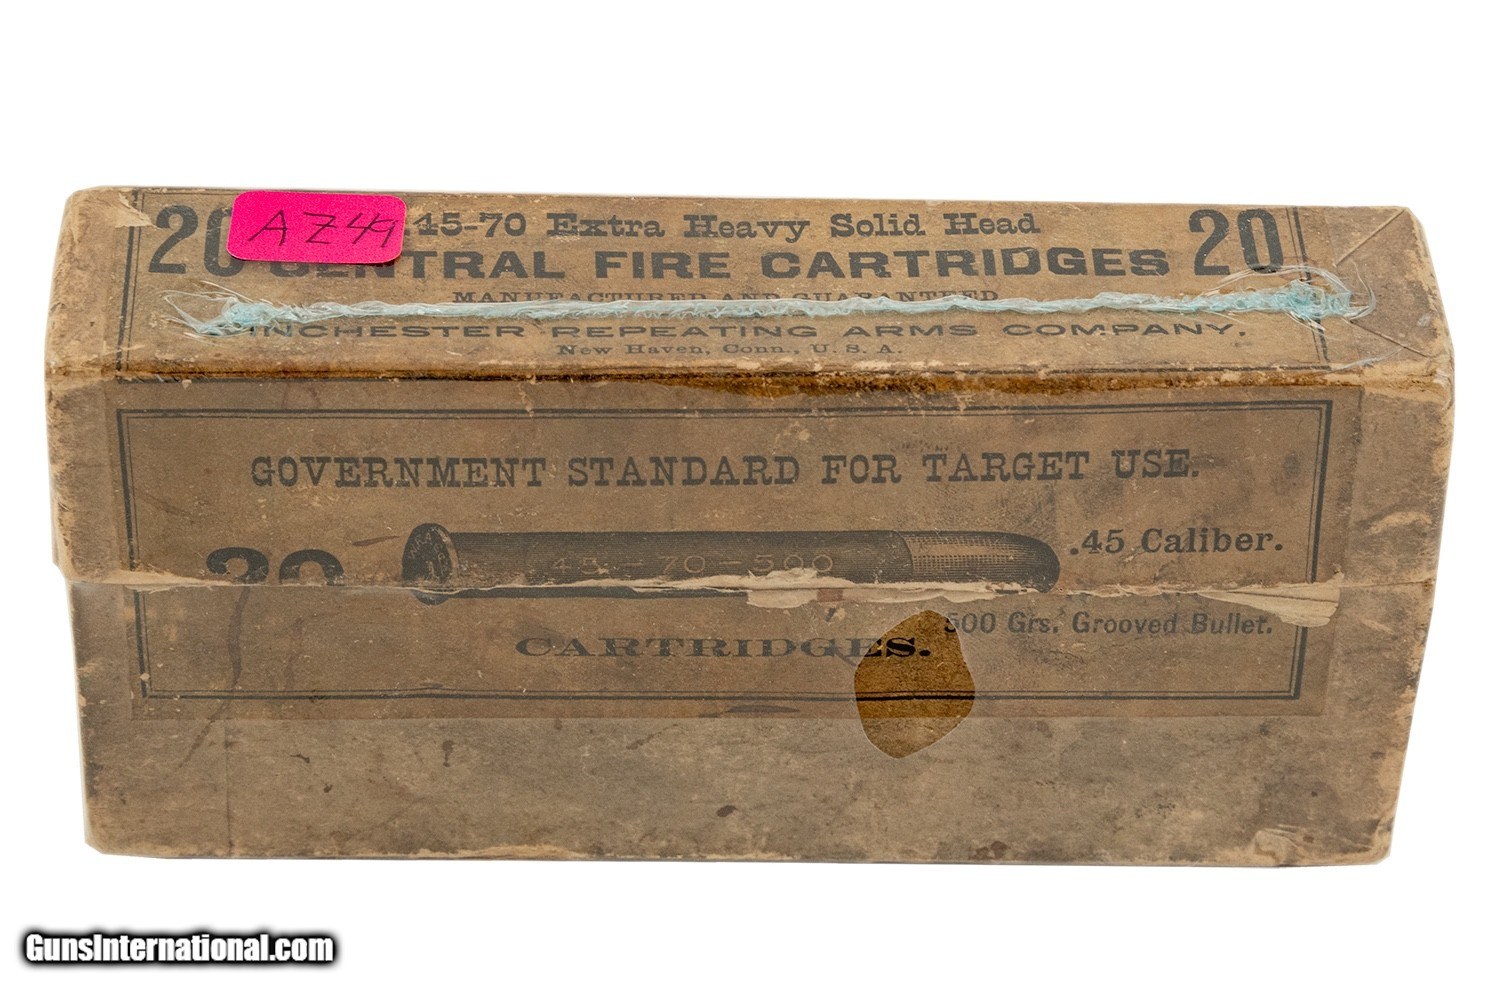 20 45-70 Extra Heavy Solid Head 20
AZ49
CENTRAL FIRE CARTRIDGES
MANUFACTURED AND GUARANTEED
WINCHESTER REPEATING ARMS COMPANY.
New Haven, Conn., U. S. A.
GOVERNMENT STANDARD FOR TARGET USE.
20
45-70-500
.45 Caliber.
500 Grs. Grooved Bullet.
CARTRIDGES.
GunsInternational.com